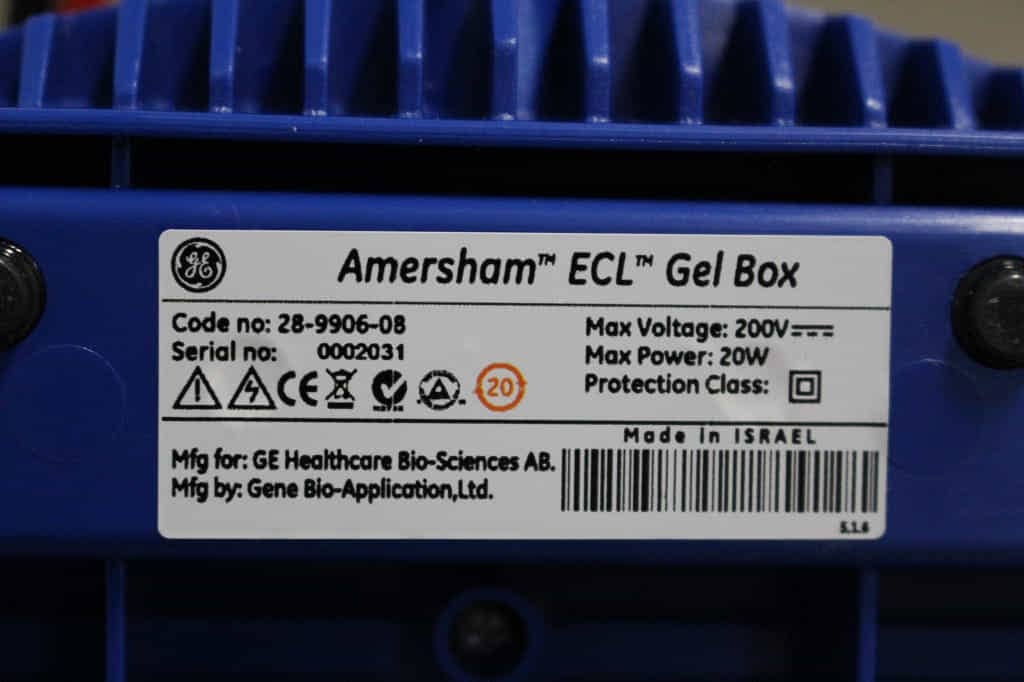 GE
Amersham™ ECL™ Gel Box
Code no: 28-9906-08
Serial no: 0002031
CE
20
Max Voltage: 200V
Max Power: 20W
Protection Class:
Made in ISRAEL
Mfg for: GE Healthcare Bio-Sciences AB.
Mfg by: Gene Bio-Application,Ltd.
5.1.6